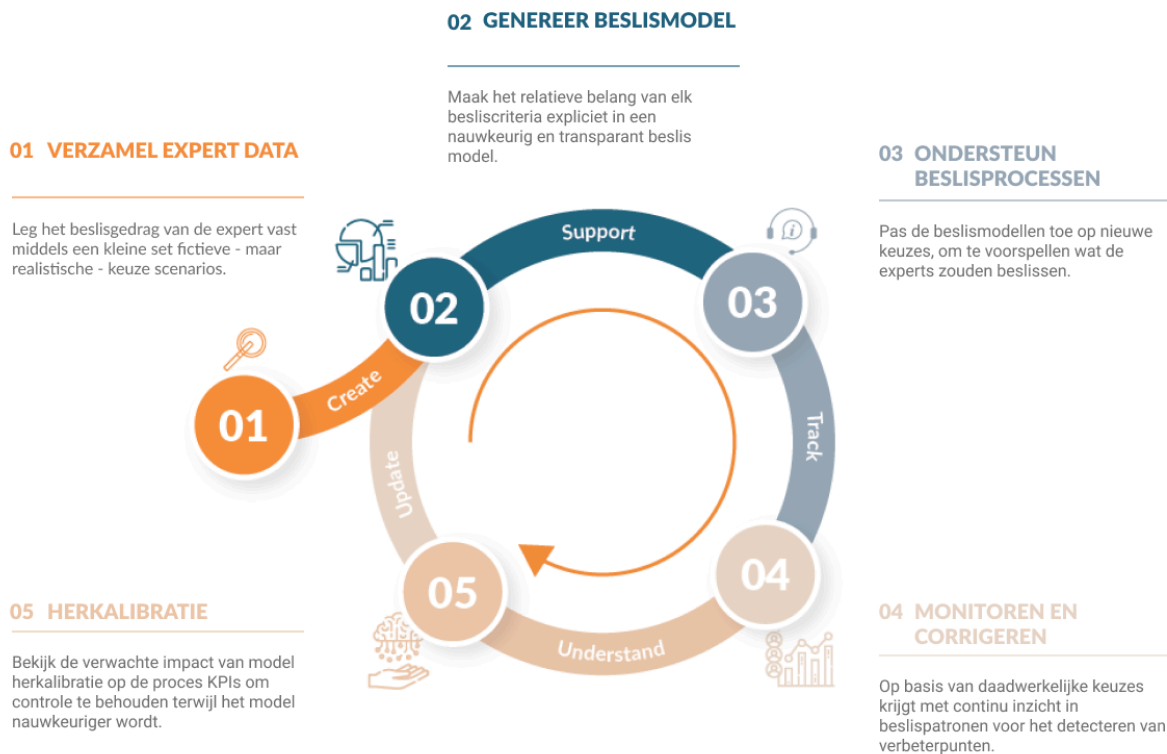 02 GENEREER BESLISMODEL
Maak het relatieve belang van elk
besliscriteria expliciet in een
nauwkeurig en transparant beslis
model.
01 VERZAMEL EXPERT DATA
Leg het beslisgedrag van de expert vast
middels een kleine set fictieve - maar
realistische - keuze scenarios.
03 ONDERSTEUN
BESLISPROCESSEN
Pas de beslismodellen toe op nieuwe
keuzes, om te voorspellen wat de
experts zouden beslissen.
Support
02
03
Create
01
Track
Update
05
04
Understand
05 HERKALIBRATIE
Bekijk de verwachte impact van model
herkalibratie op de proces KPIs om
controle te behouden terwijl het model
nauwkeuriger wordt.
04 MONITOREN EN
CORRIGEREN
Op basis van daadwerkelijke keuzes
krijgt met continu inzicht in
beslispatronen voor het detecteren van
verbeterpunten.